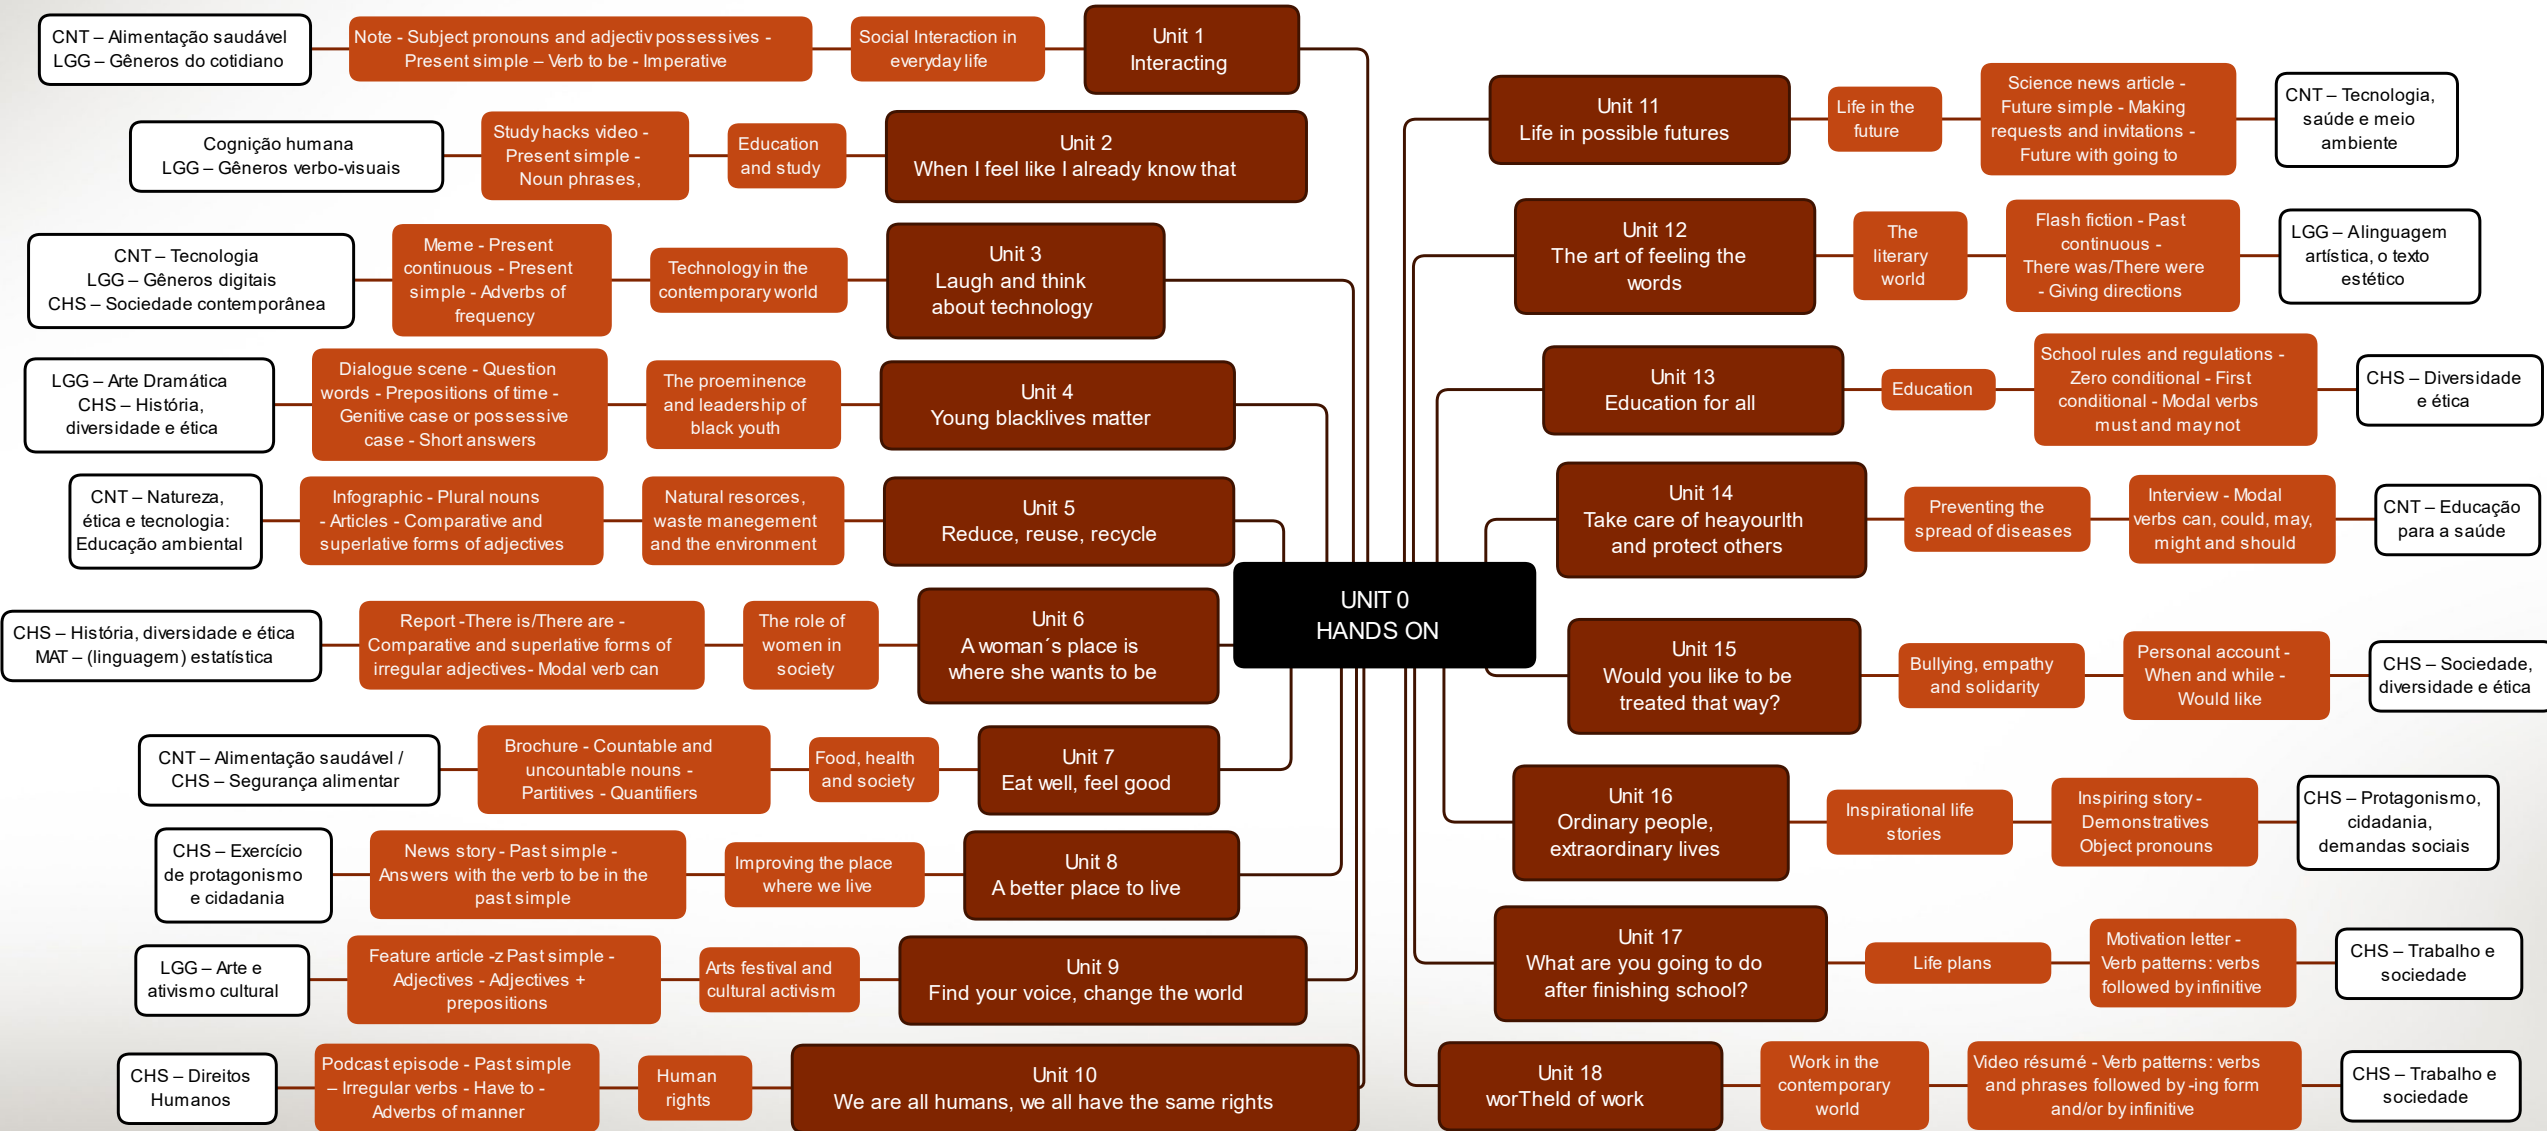 UNIT 0
HANDS ON
Unit 1
Interacting
Social Interaction in
everyday life
Note - Subject pronouns and adjectiv possessives -
Present simple – Verb to be - Imperative
CNT – Alimentação saudável
LGG – Gêneros do cotidiano
Unit 2
When I feel like I already know that
Education
and study
Study hacks video -
Present simple -
Noun phrases,
Cognição humana
LGG – Gêneros verbo-visuais
Unit 3
Laugh and think
about technology
Technology in the
contemporary world
Meme - Present
continuous - Present
simple - Adverbs of
frequency
CNT – Tecnologia
LGG – Gêneros digitais
CHS – Sociedade contemporânea
Unit 4
Young blacklives matter
The proeminence
and leadership of
black youth
Dialogue scene - Question
words - Prepositions of time -
Genitive case or possessive
case - Short answers
LGG – Arte Dramática
CHS – História,
diversidade e ética
Unit 5
Reduce, reuse, recycle
Natural resorces,
waste manegement
and the environment
Infographic - Plural nouns
- Articles - Comparative and
superlative forms of adjectives
CNT – Natureza,
ética e tecnologia:
Educação ambiental
Unit 6
A woman´s place is
where she wants to be
The role of
women in
society
Report -There is/There are -
Comparative and superlative forms of
irregular adjectives- Modal verb can
CHS – História, diversidade e ética
MAT – (linguagem) estatística
Unit 7
Eat well, feel good
Food, health
and society
Brochure - Countable and
uncountable nouns -
Partitives - Quantifiers
CNT – Alimentação saudável /
CHS – Segurança alimentar
Unit 8
A better place to live
Improving the place
where we live
News story - Past simple -
Answers with the verb to be in the
past simple
CHS – Exercício
de protagonismo
e cidadania
Unit 9
Find your voice, change the world
Arts festival and
cultural activism
Feature article -z Past simple -
Adjectives - Adjectives +
prepositions
LGG – Arte e
ativismo cultural
Unit 10
We are all humans, we all have the same rights
Human
rights
Podcast episode - Past simple
– Irregular verbs - Have to -
Adverbs of manner
CHS – Direitos
Humanos
Unit 11
Life in possible futures
Life in the
future
Science news article -
Future simple - Making
requests and invitations -
Future with going to
CNT – Tecnologia,
saúde e meio
ambiente
Unit 12
The art of feeling the
words
The
literary
world
Flash fiction - Past
continuous -
There was/There were
- Giving directions
LGG – Alinguagem
artística, o texto
estético
Unit 13
Education for all
Education
School rules and regulations -
Zero conditional - First
conditional - Modal verbs
must and may not
CHS – Diversidade
e ética
Unit 14
Take care of heayourlth
and protect others
Preventing the
spread of diseases
Interview - Modal
verbs can, could, may,
might and should
CNT – Educação
para a saúde
Unit 15
Would you like to be
treated that way?
Bullying, empathy
and solidarity
Personal account -
When and while -
Would like
CHS – Sociedade,
diversidade e ética
Unit 16
Ordinary people,
extraordinary lives
Inspirational life
stories
Inspiring story -
Demonstratives
Object pronouns
CHS – Protagonismo,
cidadania,
demandas sociais
Unit 17
What are you going to do
after finishing school?
Life plans
Motivation letter -
Verb patterns: verbs
followed by infinitive
CHS – Trabalho e
sociedade
Unit 18
worTheld of work
Work in the
contemporary
world
Video résumé - Verb patterns: verbs
and phrases followed by -ing form
and/or by infinitive
CHS – Trabalho e
sociedade